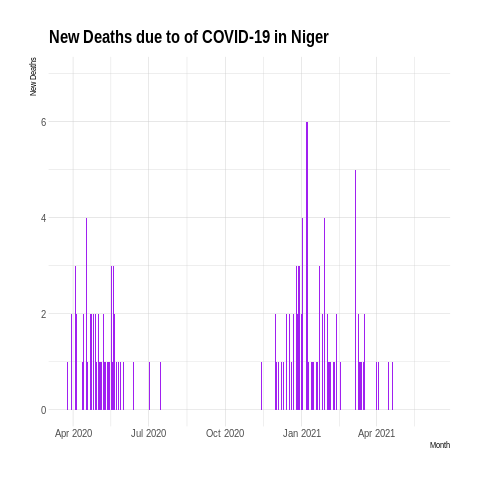 New Deaths due to of COVID-19 in Niger
New Deaths
6
4
2
0
Apr 2020 Jul 2020 Oct 2020 Jan 2021 Apr 2021
Month